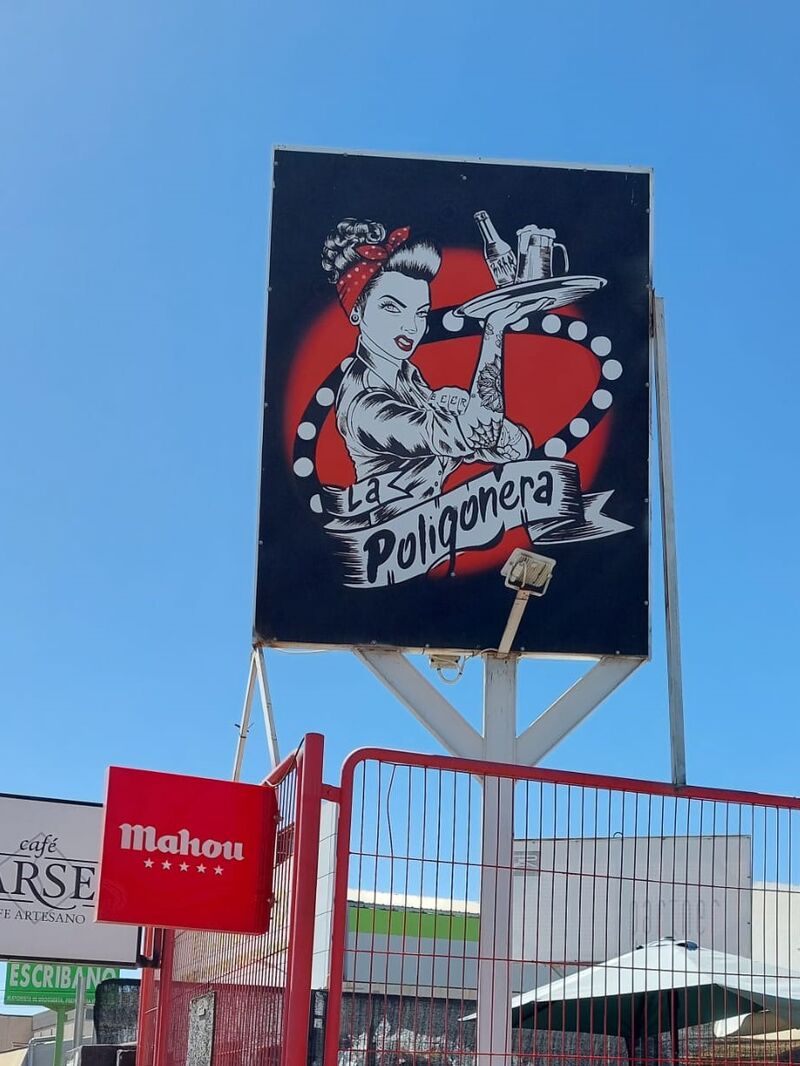 BEER
La
Poligonera
Mahou
café
ARSE
FE ARTESANO
ESCRIBANO